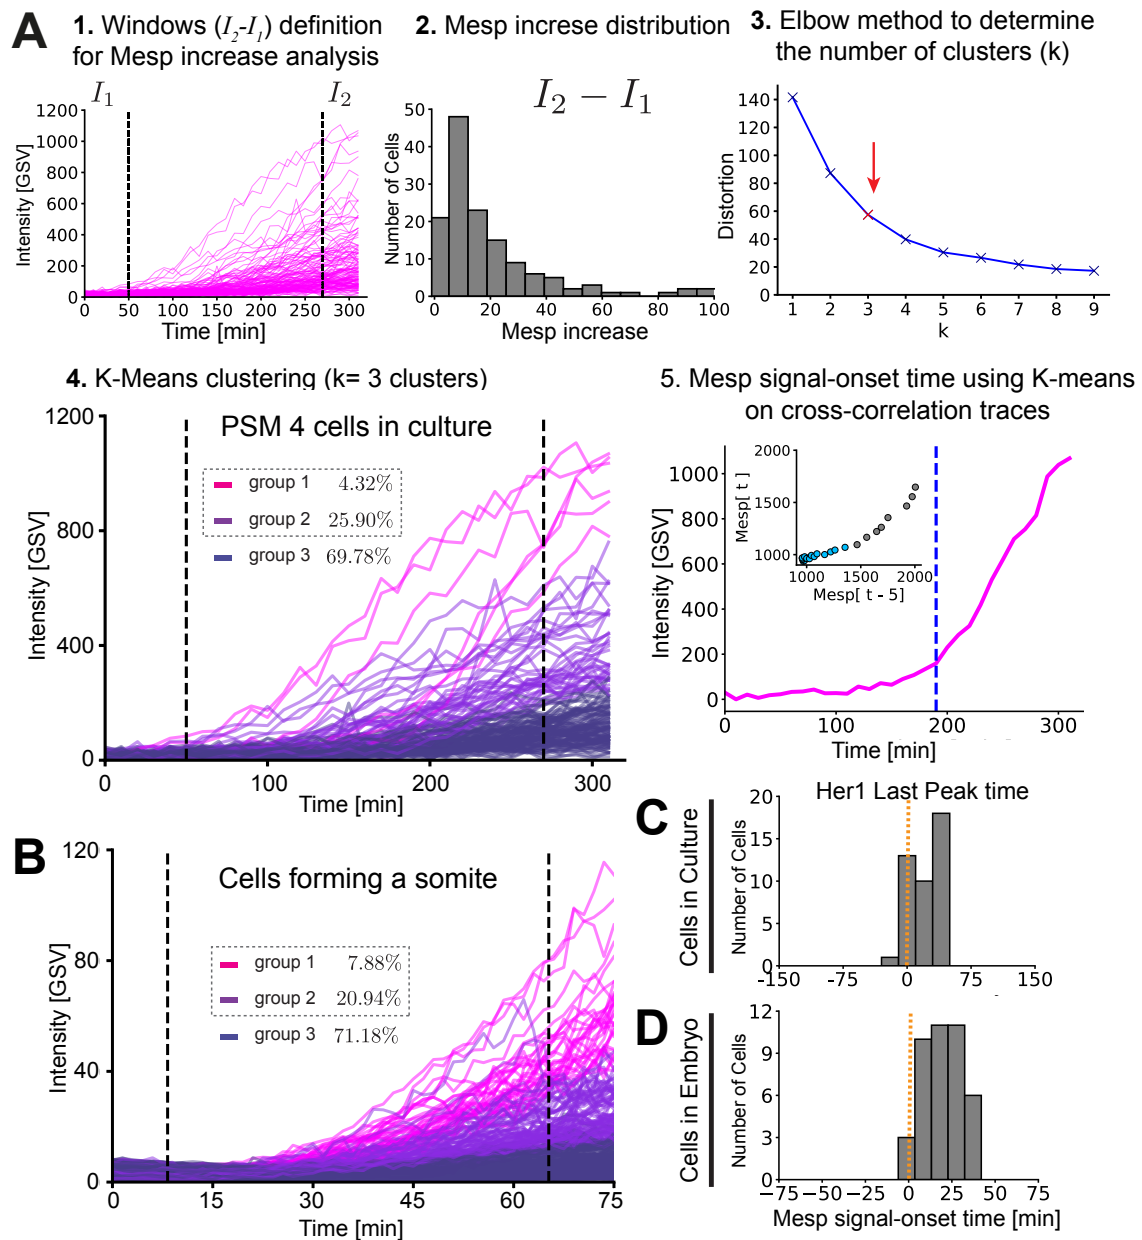 A
1. Windows (I2-I1) definition
for Mesp increase analysis
I1
I2
1200
1000
800
600
400
200
0
Intensity [GSV]
0 50 100 150 200 250 300
Time [min]
2. Mesp increse distribution
I2 − I1
50
40
30
20
10
0
Number of Cells
0 20 40 60 80 100
Mesp increase
3. Elbow method to determine
the number of clusters (k)
140
120
100
80
60
40
20
0
Distortion
1 2 3 4 5 6 7 8 9
k
4. K-Means clustering (k= 3 clusters)
PSM 4 cells in culture
group 1 4.32%
group 2 25.90%
group 3 69.78%
1200
800
400
0
Intensity [GSV]
0 100 200 300
Time [min]
5. Mesp signal-onset time using K-means
on cross-correlation traces
1000
800
600
400
200
0
Intensity [GSV]
2000
1500
1000
Mesp[ t ]
1000 1500 2000
Mesp[ t - 5]
0 100 200 300
Time [min]
B
Cells forming a somite
group 1 7.88%
group 2 20.94%
group 3 71.18%
120
80
40
0
Intensity [GSV]
0 15 30 45 60 75
Time [min]
C
Cells in Culture
Her1 Last Peak time
20
15
10
5
0
Number of Cells
-150 -75 0 75 150
D
Cells in Embryo
12
9
6
3
0
Number of Cells
−75 −50 −25 0 25 50 75
Mesp signal-onset time [min]